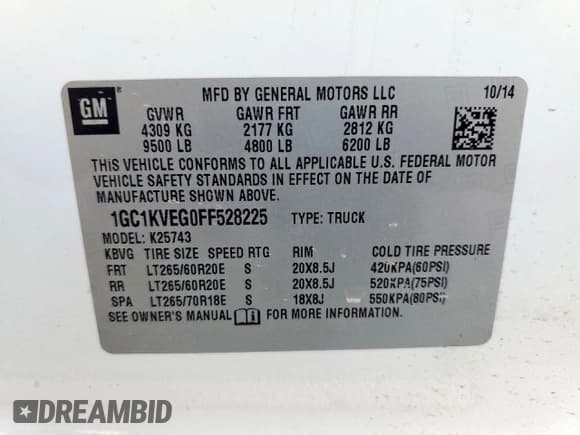 GM
MFD BY GENERAL MOTORS LLC 10/14
GVWR GAWR FRT GAWR RR
4309 KG 2177 KG 2812 KG
9500 LB 4800 LB 6200 LB
THIS VEHICLE CONFORMS TO ALL APPLICABLE U.S. FEDERAL MOTOR
VEHICLE SAFETY STANDARDS IN EFFECT ON THE DATE OF
MANUFACTURE SHOWN ABOVE.
1GC1KVEG0FF528225 TYPE: TRUCK
MODEL: K25743
KBVG TIRE SIZE SPEED RTG RIM COLD TIRE PRESSURE
FRT LT265/60R20E S 20X8.5J 420KPA(60PSI)
RR LT265/60R20E S 20X8.5J 520KPA(75PSI)
SPA LT265/70R18E S 18X8J 550KPA(80PSI)
SEE OWNER'S MANUAL FOR MORE INFORMATION.
DREAMBID